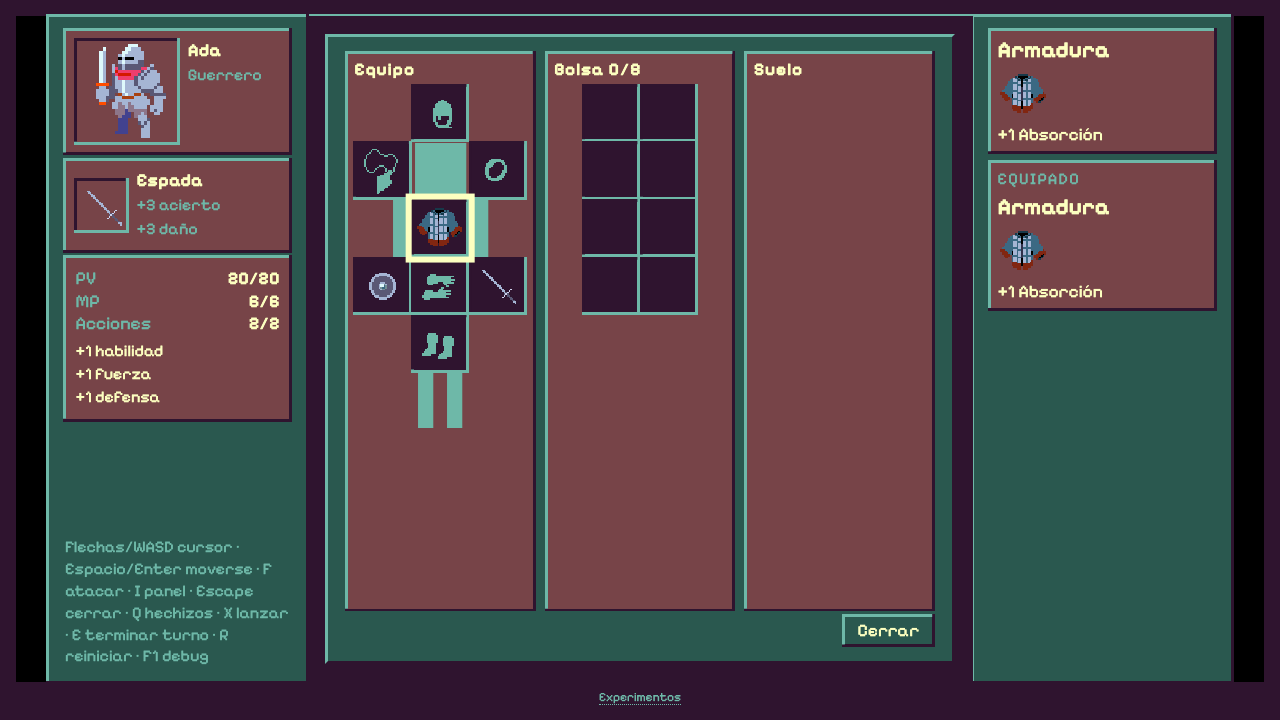 Ada
Guerrero
Espada
+3 acierto
+3 daño
PV 80/80
MP 6/6
Acciones 2/2
+1 habilidad
+1 fuerza
+1 defensa
Flechas/WASD cursor ·
Espacio/Enter moverse · F
atacar · I panel · Escape
cerrar · Q hechizos · X lanzar
· E terminar turno · R
reiniciar · F1 debug
Equipo
Bolsa 0/8
Suelo
Cerrar
Armadura
+1 Absorción
EQUIPADO
Armadura
+1 Absorción
Experimentos